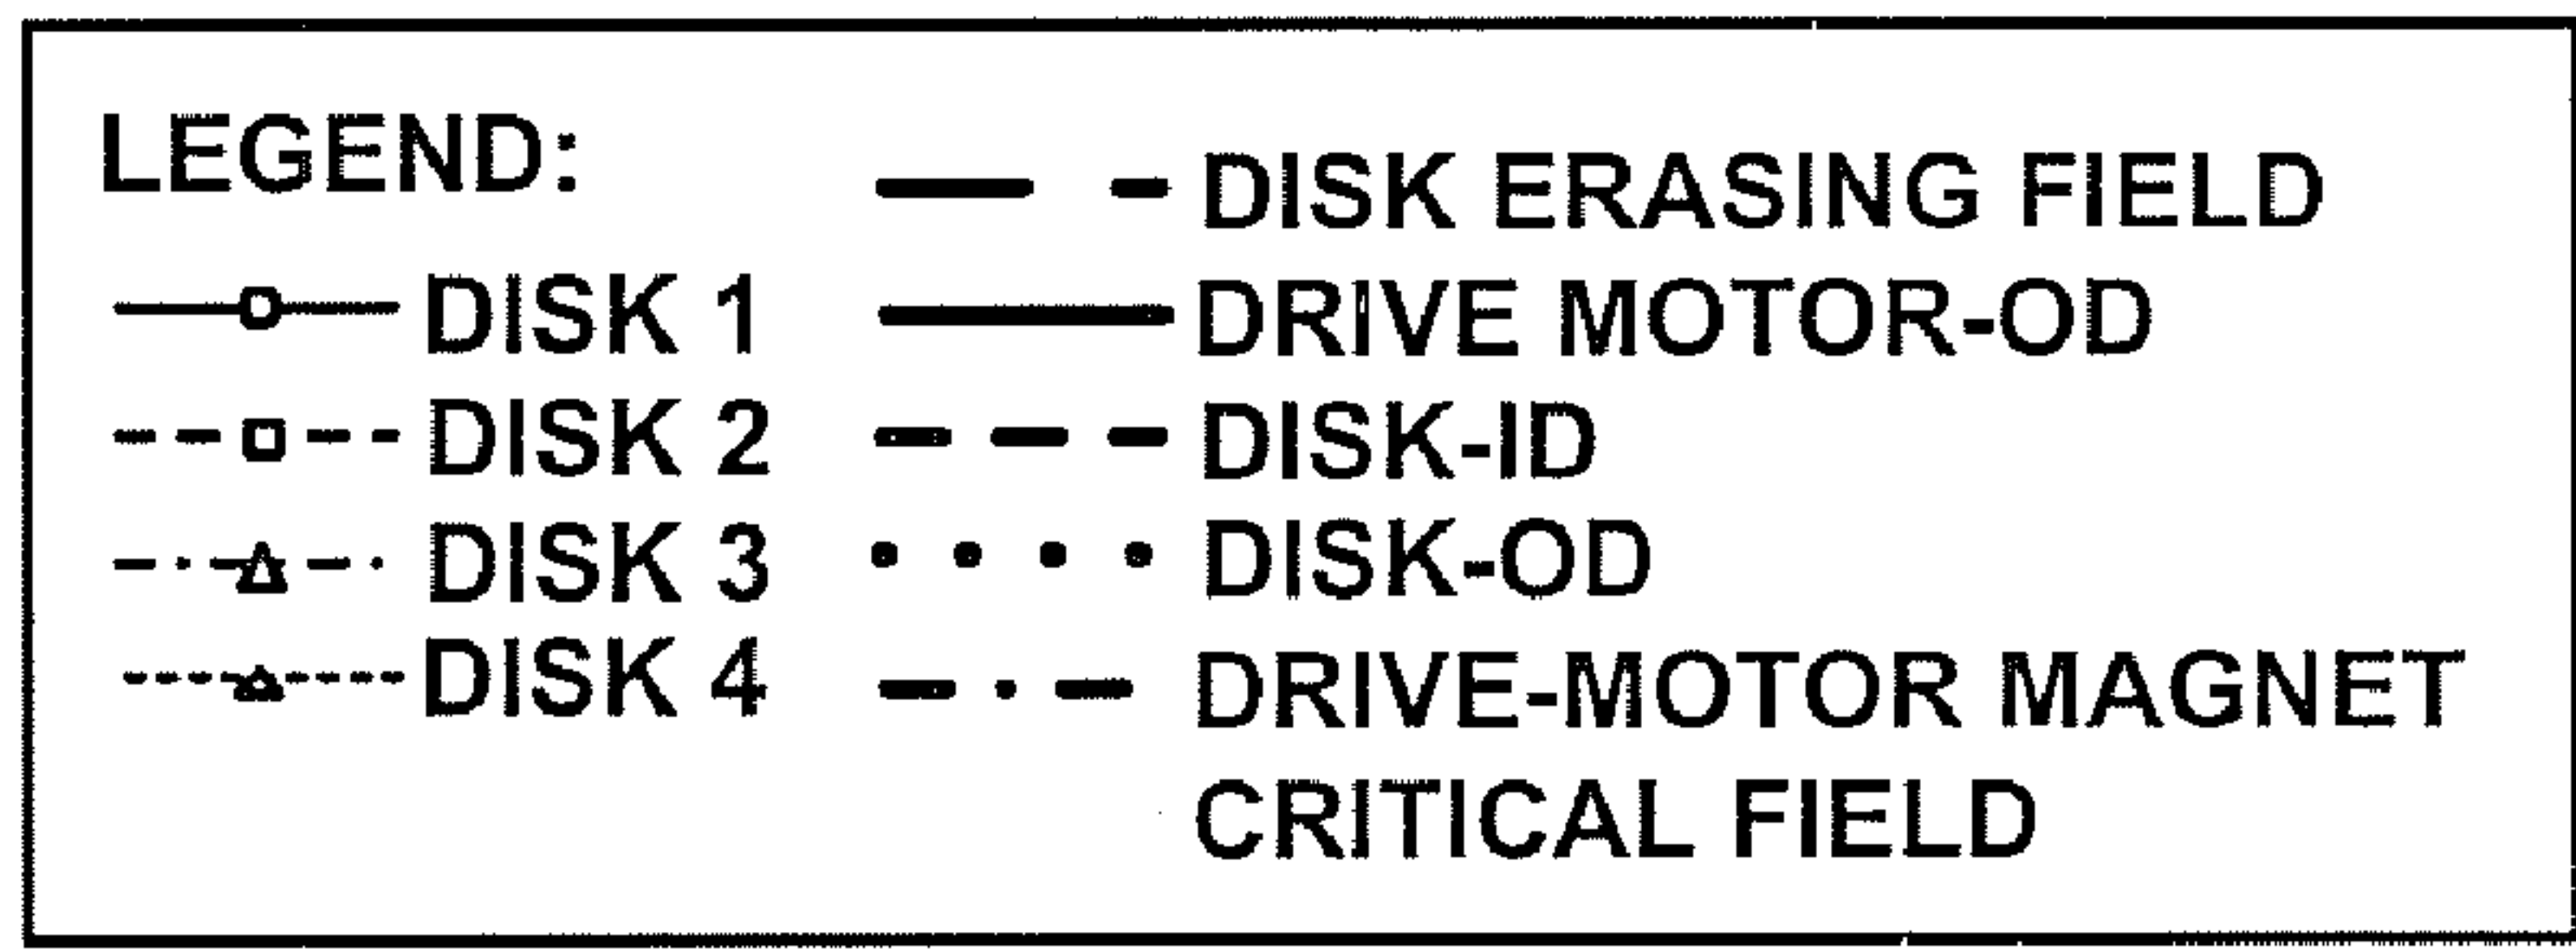 LEGEND:
DISK 1
DISK 2
DISK 3
DISK 4
DISK ERASING FIELD
DRIVE MOTOR-OD
DISK-ID
DISK-OD
DRIVE-MOTOR MAGNET
CRITICAL FIELD